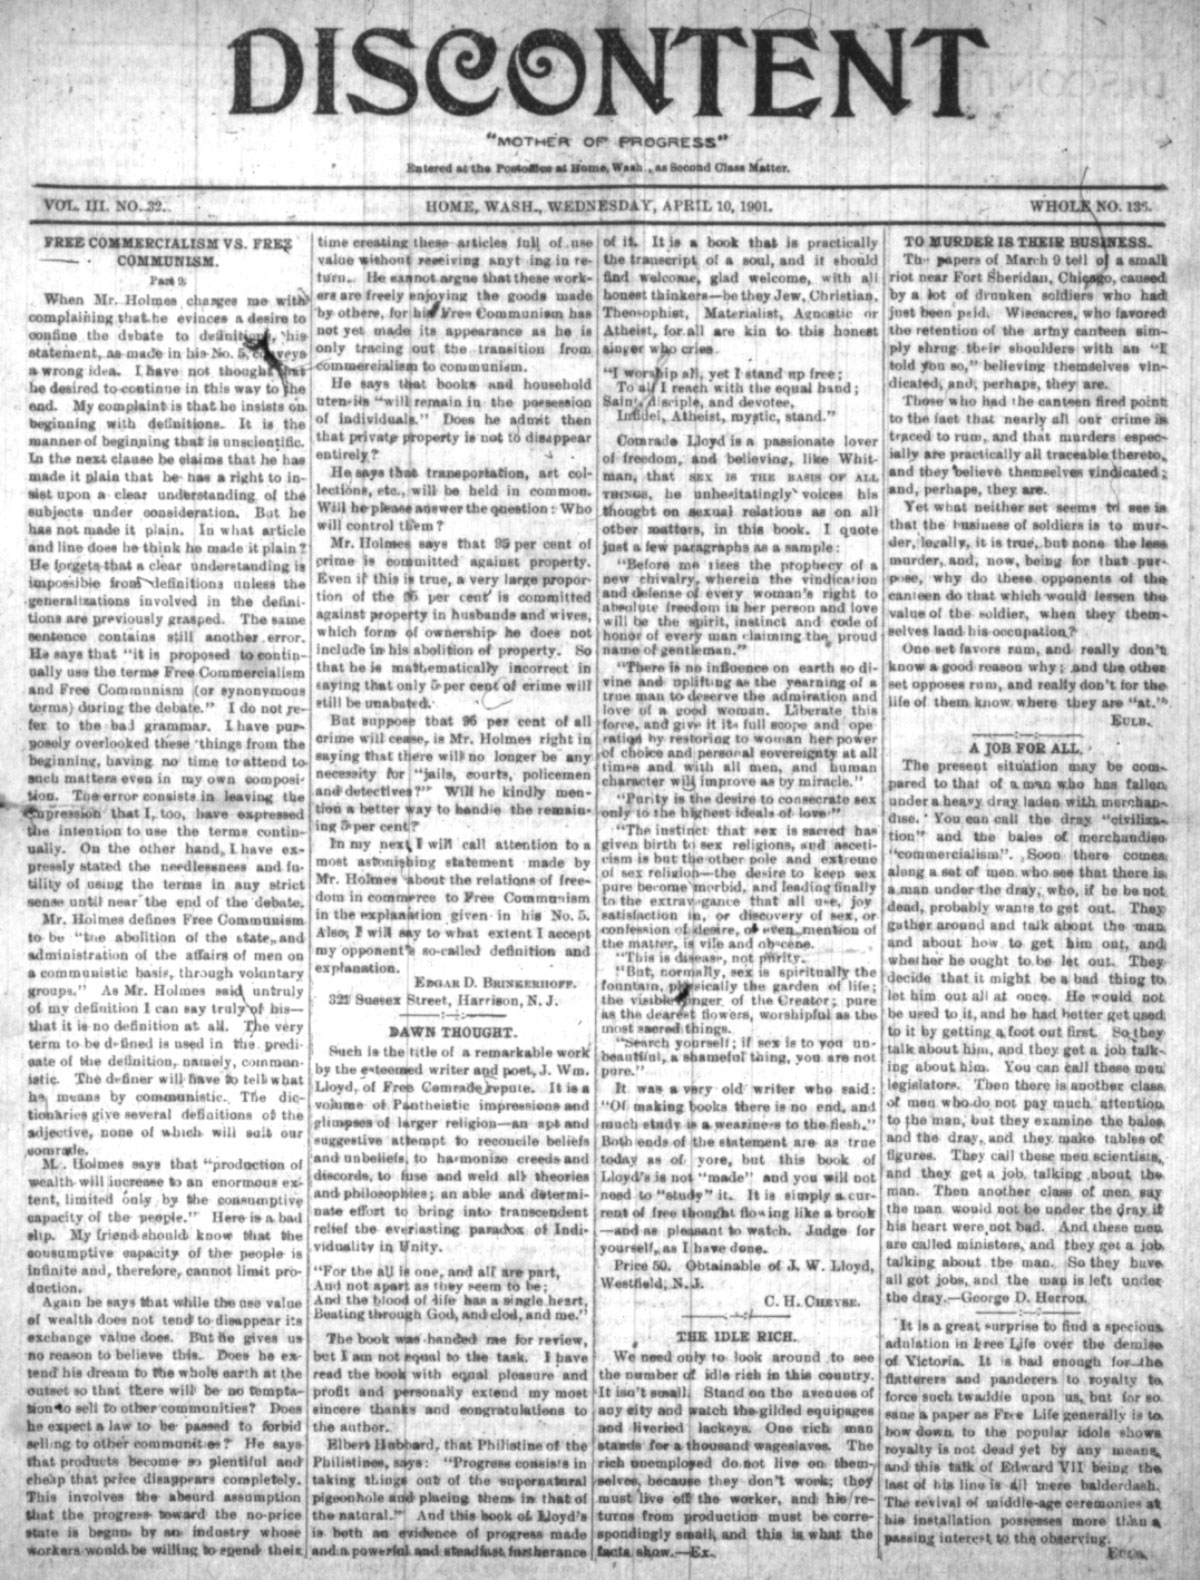 DISCONTENT
"MOTHER OF PROGRESS"
Entered at the Postoffice at Home, Wash., as Second Class Matter.
VOL. III. NO. 32.
HOME, WASH., WEDNESDAY, APRIL 10, 1901.
WHOLE NO. 136.
FREE COMMERCIALISM VS. FREE
COMMUNISM.
Part 9.
When Mr. Holmes charges me with
complaining that he evinces a desire to
confine the debate to definitions, his
statement, as made in his No. 5, conveys
a wrong idea. I have not thought that
he desired to continue in this way to the
end. My complaint is that he insists on
beginning with definitions. It is the
manner of beginning that is unscientific.
In the next clause he claims that he has
made it plain that he has a right to in-
sist upon a clear understanding of the
subjects under consideration. But he
has not made it plain. In what article
and line does he think he made it plain?
He forgets that a clear understanding is
impossible from definitions unless the
generalizations involved in the defini-
tions are previously grasped. The same
sentence contains still another error.
He says that "it is proposed to contin-
ually use the terms Free Commercialism
and Free Communism (or synonymous
terms) during the debate." I do not re-
fer to the bad grammar. I have pur-
posely overlooked these things from the
beginning, having no time to attend to
such matters even in my own composi-
tion. The error consists in leaving the
impression that I, too, have expressed
the intention to use the terms contin-
ually. On the other hand, I have ex-
pressly stated the needlessness and fu-
tility of using the terms in any strict
sense until near the end of the debate.
Mr. Holmes defines Free Communism
to be "the abolition of the state, and
administration of the affairs of men on
a communistic basis, through voluntary
groups." As Mr. Holmes said untruly
of my definition I can say truly of his—
that it is no definition at all. The very
term to be defined is used in the predi-
cate of the definition, namely, commun-
istic. The definer will have to tell what
he means by communistic. The dic-
tionaries give several definitions of the
adjective, none of which will suit our
comrade.
M. Holmes says that "production of
wealth will increase to an enormous ex-
tent, limited only by the consumptive
capacity of the people." Here is a bad
slip. My friend should know that the
consumptive capacity of the people is
infinite and, therefore, cannot limit pro-
duction.
Again he says that while the use value
of wealth does not tend to disappear its
exchange value does. But he gives us
no reason to believe this. Does he ex-
tend his dream to the whole earth at the
outset so that there will be no tempta-
tion to sell to other communities? Does
he expect a law to be passed to forbid
selling to other communities? He says
that products become so plentiful and
cheap that price disappears completely.
This involves the absurd assumption
that the progress toward the no-price
state is begun by an industry whose
workers would be willing to spend their
time creating these articles full of use
value without receiving anyt ing in re-
turn. He cannot argue that these work-
ers are freely enjoying the goods made
by others, for his Free Communism has
not yet made its appearance as he is
only tracing out the transition from
commercialism to communism.
He says that books and household
utensils "will remain in the possession
of individuals." Does he admit then
that private property is not to disappear
entirely?
He says that transportation, art col-
lections, etc., will be held in common.
Will he please answer the question: Who
will control them?
Mr. Holmes says that 95 per cent of
crime is committed against property.
Even if this is true, a very large propor-
tion of the 95 per cent is committed
against property in husbands and wives,
which form of ownership he does not
include in his abolition of property. So
that he is mathematically incorrect in
saying that only 5 per cent of crime will
still be unabated.
But suppose that 95 per cent of all
crime will cease, is Mr. Holmes right in
saying that there will no longer be any
necessity for "jails, courts, policemen
and detectives?" Will he kindly men-
tion a better way to handle the remain-
ing 5 per cent?
In my next I will call attention to a
most astonishing statement made by
Mr. Holmes about the relations of free-
dom in commerce to Free Communism
in the explanation given in his No. 5.
Also, I will say to what extent I accept
my opponent's so-called definition and
explanation.
EDGAR D. BRINKERHOFF.
321 Sussex Street, Harrison, N. J.
DAWN THOUGHT.
Such is the title of a remarkable work
by the esteemed writer and poet, J. Wm.
Lloyd, of Free Comrade repute. It is a
volume of Pantheistic impressions and
glimpses of larger religion—an apt and
suggestive attempt to reconcile beliefs
and unbeliefs, to harmonize creeds and
discords, to fuse and weld all theories
and philosophies; an able and determi-
nate effort to bring into transcendent
relief the everlasting paradox of Indi-
viduality in Unity.
"For the all is one, and all are part,
And not apart as they seem to be;
And the blood of life has a single heart,
Beating through God, and clod, and me."
The book was handed me for review,
but I am not equal to the task. I have
read the book with equal pleasure and
profit and personally extend my most
sincere thanks and congratulations to
the author.
Elbert Hubbard, that Philistine of the
Philistines, says: "Progress consists in
taking things out of the supernatural
pigeonhole and placing them in that of
the natural." And this book of Lloyd's
is both an evidence of progress made
and a powerful and steadfast furtherance
of it. It is a book that is practically
the transcript of a soul, and it should
find welcome, glad welcome, with all
honest thinkers—be they Jew, Christian,
Theosophist, Materialist, Agnostic or
Atheist, for all are kin to this honest
singer who cries.
"I worship all, yet I stand up free;
To all I reach with the equal hand;
Saint, disciple, and devotee,
Infidel, Atheist, mystic, stand."
Comrade Lloyd is a passionate lover
of freedom, and believing, like Whit-
man, that SEX IS THE BASIS OF ALL
THINGS, he unhesitatingly voices his
thought on sexual relations as on all
other matters, in this book. I quote
just a few paragraphs as a sample:
"Before me rises the prophecy of a
new chivalry, wherein the vindication
and defense of every woman's right to
absolute freedom in her person and love
will be the spirit, instinct and code of
honor of every man claiming the proud
name of gentleman."
"There is no influence on earth so di-
vine and uplifting as the yearning of a
true man to deserve the admiration and
love of a good woman. Liberate this
force, and give it its full scope and ope-
ration by restoring to woman her power
of choice and personal sovereignty at all
times and with all men, and human
character will improve as by miracle."
"Purity is the desire to consecrate sex
only to the highest ideals of love"
"The instinct that sex is sacred has
given birth to sex religions, and asceti-
cism is but the other pole and extreme
of sex religion—the desire to keep sex
pure become morbid, and leading finally
to the extravagance that all use, joy
satisfaction in, or discovery of sex, or
confession of desire, or even mention of
the matter, is vile and obscene.
"This is disease, not purity.
"But, normally, sex is spiritually the
fountain, physically the garden of life;
the visible finger of the Creator; pure
as the dearest flowers, worshipful as the
most sacred things.
"Search yourself; if sex is to you un-
beautiful, a shameful thing, you are not
pure."
It was a very old writer who said:
"Of making books there is no end, and
much study is a weariness to the flesh."
Both ends of the statement are as true
today as of yore, but this book of
Lloyd's is not "made" and you will not
need to "study" it. It is simply a cur-
rent of free thought flowing like a brook
—and as pleasant to watch. Judge for
yourself, as I have done.
Price 50. Obtainable of J. W. Lloyd,
Westfield, N. J.
C. H. CHEYSE.
THE IDLE RICH.
We need only to look around to see
the number of idle rich in this country.
It isn't small. Stand on the avenues of
any city and watch the gilded equipages
and liveried lackeys. One rich man
stands for a thousand wageslaves. The
rich unemployed do not live on them-
selves, because they don't work; they
must live off the worker, and his re-
turns from production must be corre-
spondingly small, and this is what the
facts show.—Ex.
TO MURDER IS THEIR BUSINESS.
The papers of March 9 tell of a small
riot near Fort Sheridan, Chicago, caused
by a lot of drunken soldiers who had
just been paid. Wiseacres, who favored
the retention of the army canteen sim-
ply shrug their shoulders with an "I
told you so," believing themselves vin-
dicated, and, perhaps, they are.
Those who had the canteen fired point
to the fact that nearly all our crime is
traced to rum, and that murders espec-
ially are practically all traceable thereto,
and they believe themselves vindicated;
and, perhaps, they are.
Yet what neither set seems to see is
that the business of soldiers is to mur-
der, legally, it is true, but none the less
murder, and, now, being for that pur-
pose, why do these opponents of the
canteen do that which would lessen the
value of the soldier, when they them-
selves laud his occupation?
One set favors rum, and really don't
know a good reason why; and the other
set opposes rum, and really don't for the
life of them know where they are "at."
EULB.
A JOB FOR ALL.
The present situation may be com-
pared to that of a man who has fallen
under a heavy dray laden with merchan-
dise. You can call the dray "civiliza-
tion" and the bales of merchandise
"commercialism". Soon there comes
along a set of men who see that there is
a man under the dray, who, if he be not
dead, probably wants to get out. They
gather around and talk about the man
and about how to get him out, and
whether he ought to be let out. They
decide that it might be a bad thing to
let him out all at once. He would not
be used to it, and he had better get used
to it by getting a foot out first. So they
talk about him, and they get a job talk-
ing about him. You can call these men
legislators. Then there is another class
of men who do not pay much attention
to the man, but they examine the bales
and the dray, and they make tables of
figures. They call these men scientists,
and they get a job, talking about the
man. Then another class of men say
the man would not be under the dray if
his heart were not bad. And these men
are called ministers, and they get a job
talking about the man. So they have
all got jobs, and the man is left under
the dray.—George D. Herron.
It is a great surprise to find a specious
adulation in Free Life over the demise
of Victoria. It is bad enough for the
flatterers and panderers to royalty to
force such twaddle upon us, but for so
sane a paper as Free Life generally is to
bow down to the popular idols shows
royalty is not dead yet by any means,
and this talk of Edward VII being the
last of his line is all mere balderdash.
The revival of middle-age ceremonies at
his installation possesses more than a
passing interest to the observing.
EULB.